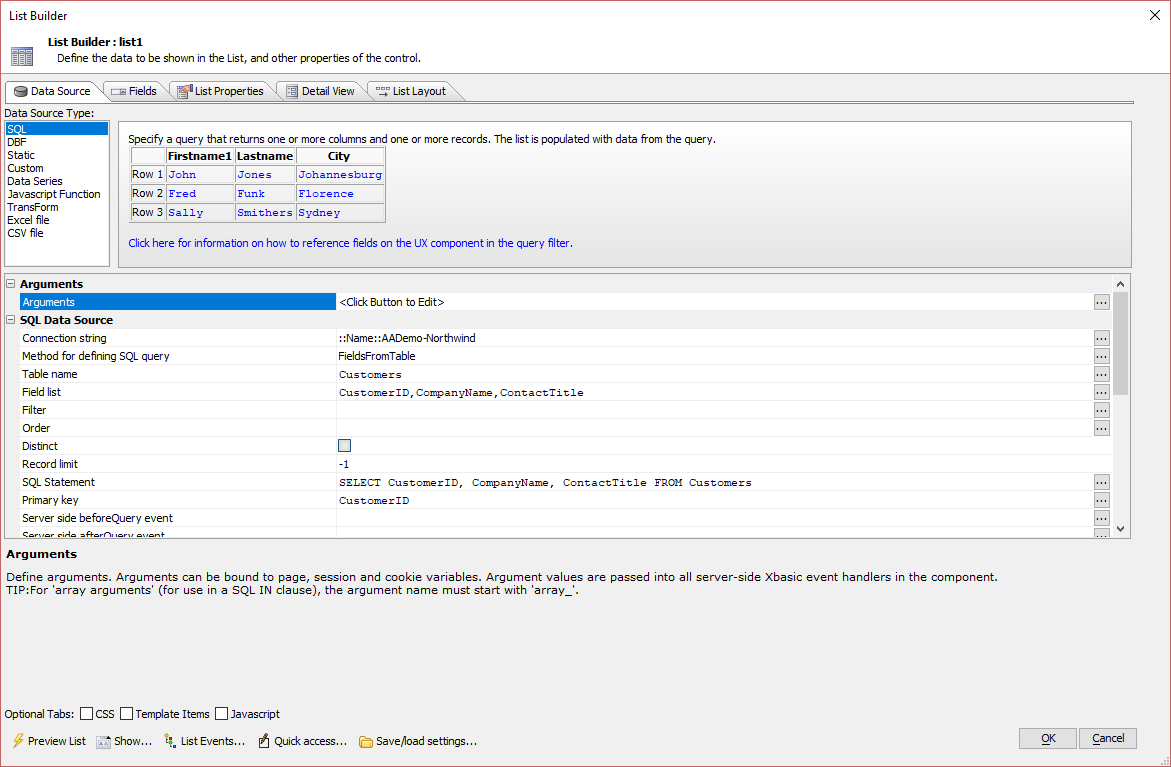 List Builder
List Builder : list1
Define the data to be shown in the List, and other properties of the control.
Data Source Fields List Properties Detail View List Layout
Data Source Type:
SQL
DBF
Static
Custom
Data Series
Javascript Function
TransForm
Excel file
CSV file
Specify a query that returns one or more columns and one or more records. The list is populated with data from the query.
Firstname1 Lastname City
Row 1 John Jones Johannesburg
Row 2 Fred Funk Florence
Row 3 Sally Smithers Sydney
Click here for information on how to reference fields on the UX component in the query filter.
Arguments
Arguments <Click Button to Edit> ...
SQL Data Source
Connection string ::Name::AADemo-Northwind ...
Method for defining SQL query FieldsFromTable ...
Table name Customers ...
Field list CustomerID,CompanyName,ContactTitle ...
Filter ...
Order ...
Distinct
Record limit -1
SQL Statement SELECT CustomerID, CompanyName, ContactTitle FROM Customers ...
Primary key CustomerID ...
Server side beforeQuery event ...
Server side afterQuery event ...
Arguments
Define arguments. Arguments can be bound to page, session and cookie variables. Argument values are passed into all server-side Xbasic event handlers in the component.
TIP:For 'array arguments' (for use in a SQL IN clause), the argument name must start with 'array_'.
Optional Tabs: CSS Template Items Javascript
Preview List Show... List Events... Quick access... Save/load settings... OK Cancel